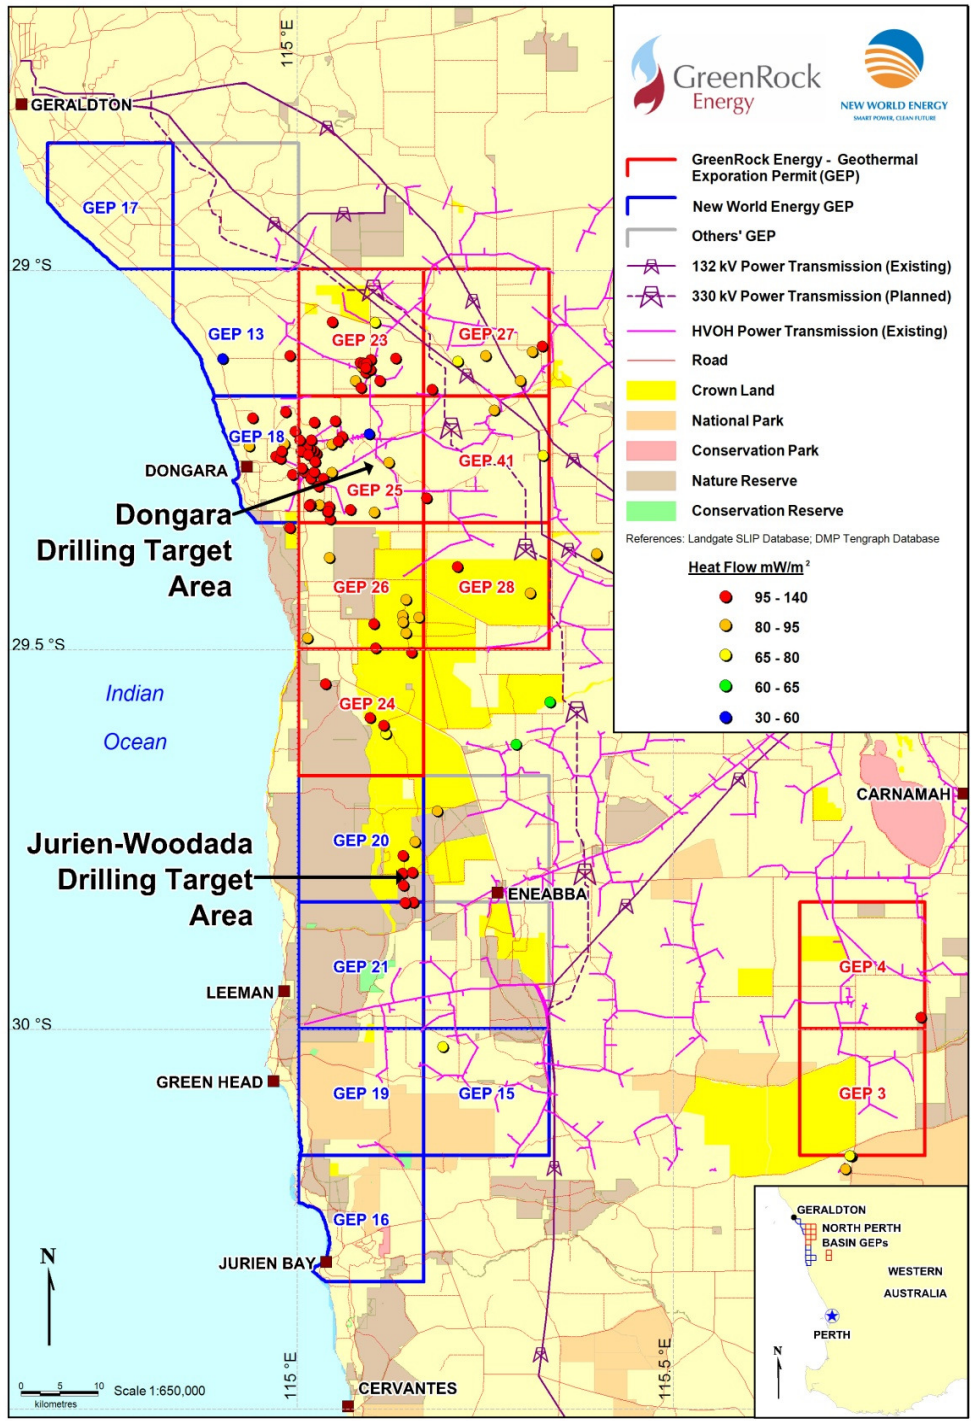 115 °E
GERALDTON
GEP 17
29 °S
GEP 13
GEP 23
GEP 27
GEP 18
GEP 41
DONGARA
GEP 25
Dongara
Drilling Target
Area
GEP 26
GEP 28
29.5 °S
Indian
Ocean
GEP 24
CARNAMAH
GEP 20
Jurien-Woodada
Drilling Target
Area
ENEABBA
GEP 21
GEP 4
LEEMAN
30 °S
GREEN HEAD
GEP 19
GEP 15
GEP 3
GEP 16
JURIEN BAY
N
115 °E
115.5 °E
CERVANTES
0 5 10
kilometres
Scale 1:650,000
GreenRock
Energy
NEW WORLD ENERGY
SMART POWER, CLEAN FUTURE
GreenRock Energy - Geothermal
Exporation Permit (GEP)
New World Energy GEP
Others' GEP
132 kV Power Transmission (Existing)
330 kV Power Transmission (Planned)
HVOH Power Transmission (Existing)
Road
Crown Land
National Park
Conservation Park
Nature Reserve
Conservation Reserve
References: Landgate SLIP Database; DMP Tengraph Database
Heat Flow mW/m²
95 - 140
80 - 95
65 - 80
60 - 65
30 - 60
GERALDTON
NORTH PERTH
BASIN GEPs
WESTERN
AUSTRALIA
PERTH
N